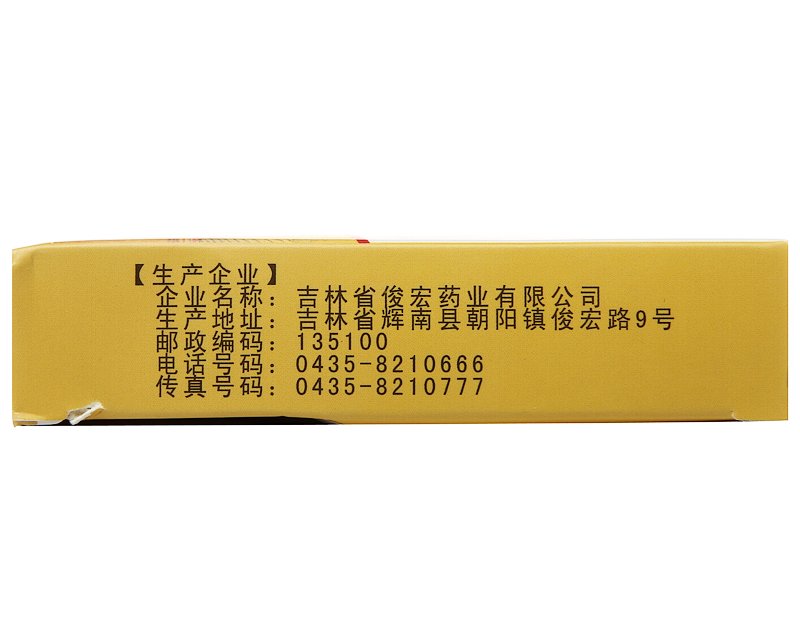 【生产企业】
企业名称：吉林省俊宏药业有限公司
生产地址：吉林省辉南县朝阳镇俊宏路9号
邮政编码：135100
电话号码：0435-8210666
传真号码：0435-8210777